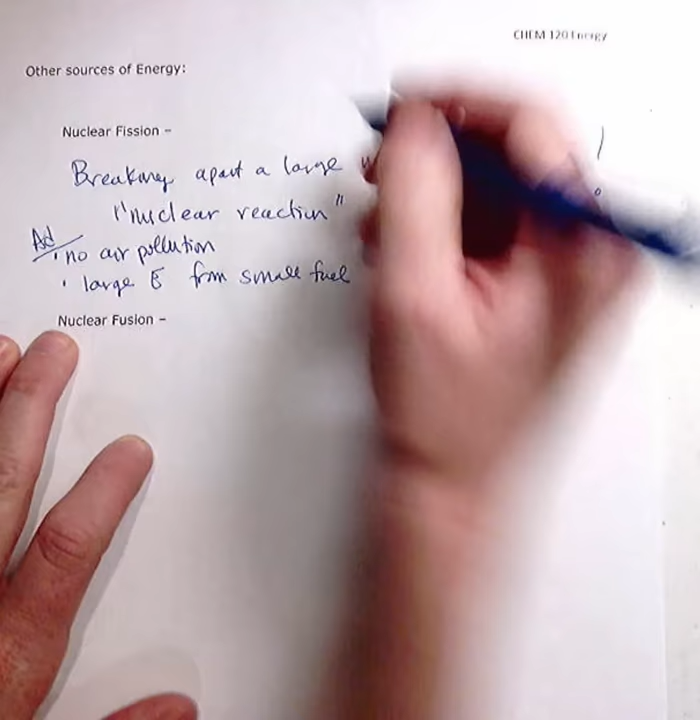 CHEM 120 Energy
Other sources of Energy:
Nuclear Fission –
Breaking apart a large
"nuclear reaction"
Ad
· no air pollution
· large E from small fuel
Nuclear Fusion –